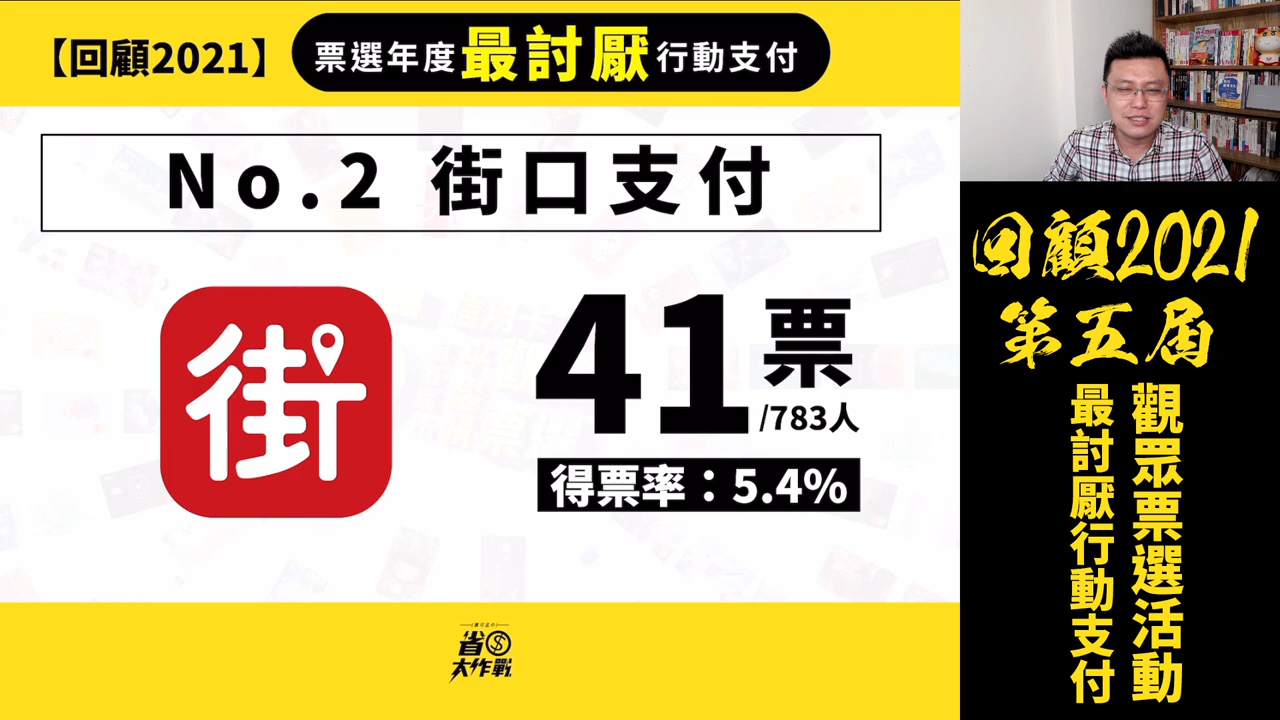 【回顧2021】
票選年度最討厭行動支付
No.2 街口支付
街
41票
/783人
得票率：5.4%
省$
大作戰
回顧2021
第五屆
觀眾票選活動
最討厭行動支付